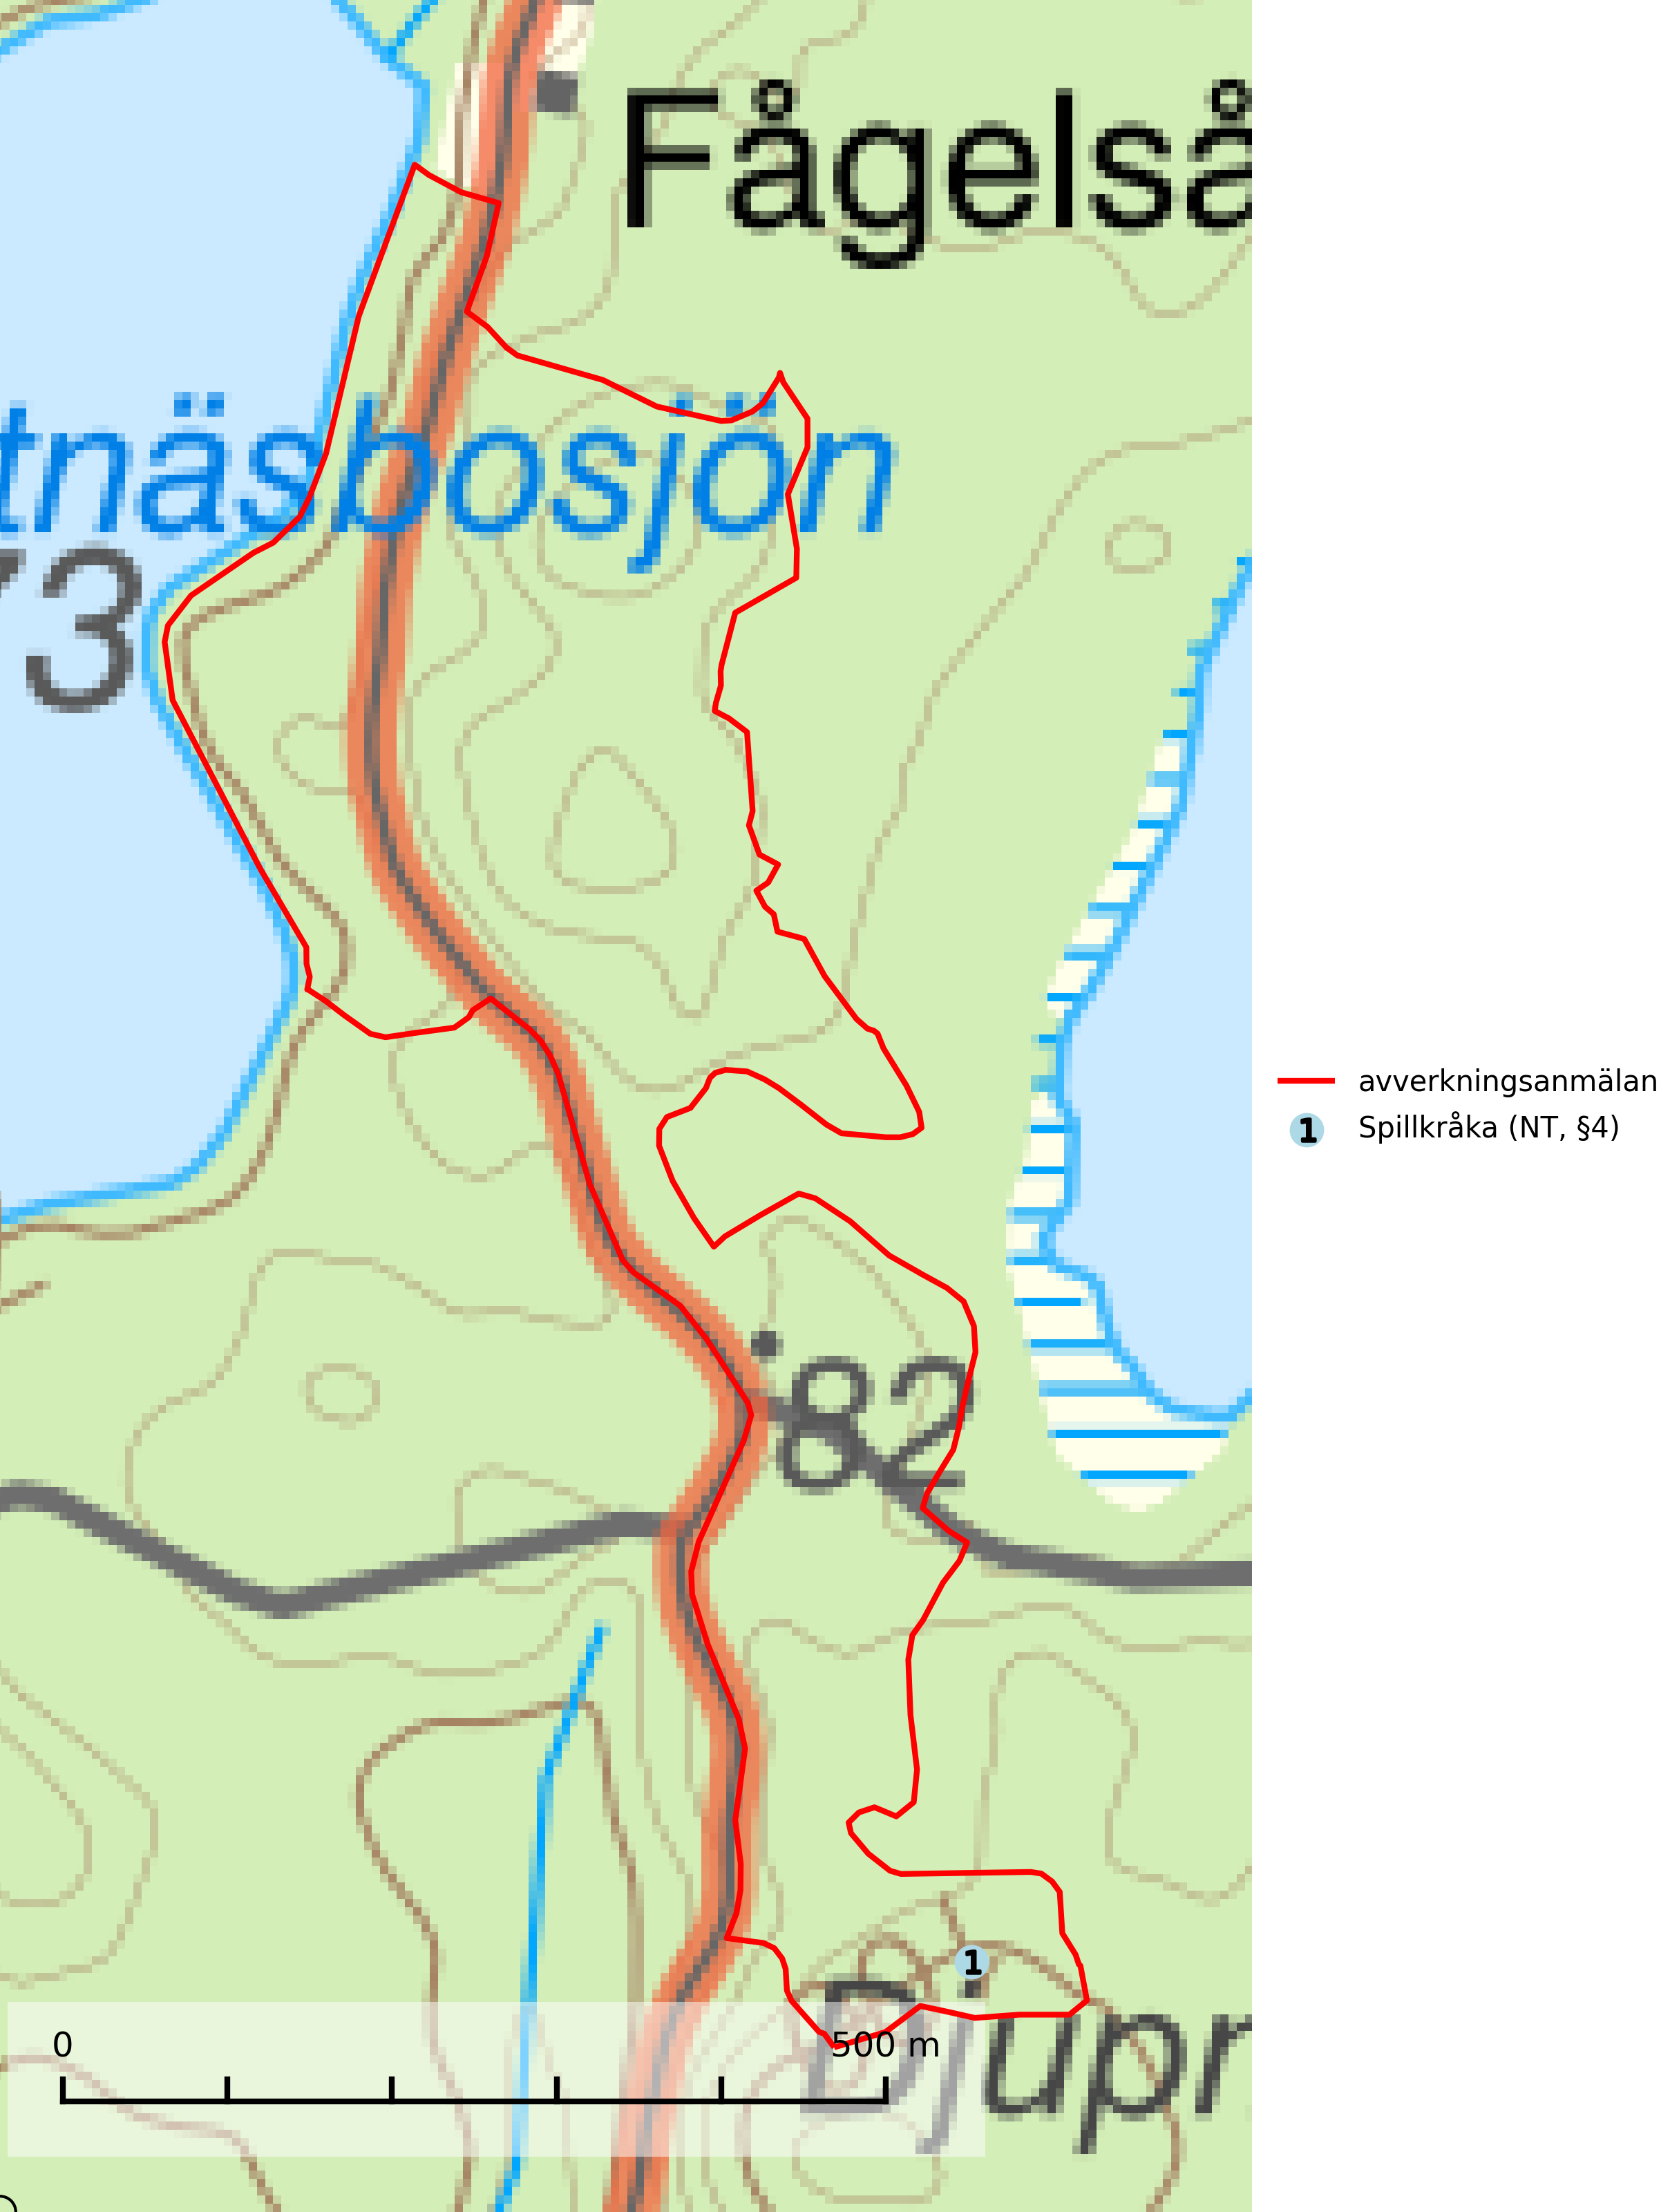 Fågelså
tnäsbosjön
73
82
1
Djupr
0 500 m
avverkningsanmälan
1 Spillkråka (NT, §4)